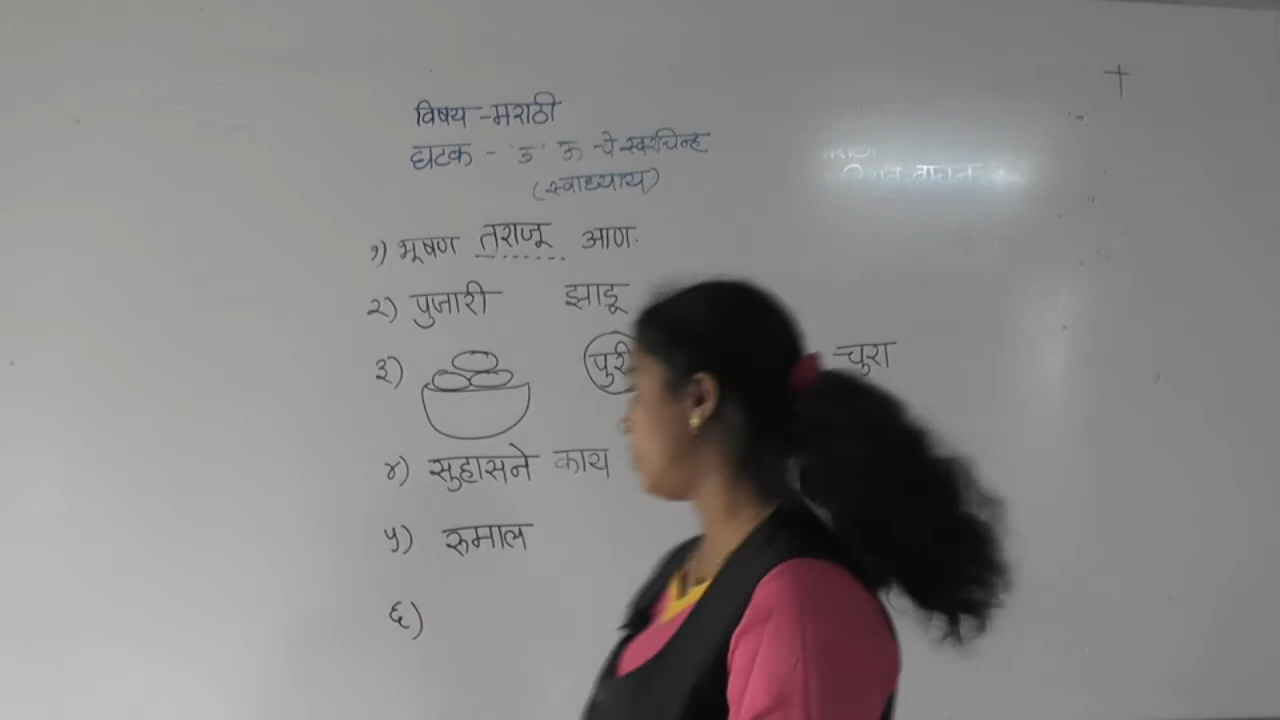 विषय - मराठी
घटक - 'उ' ऊ चे स्वरचिन्ह
(स्वाध्याय)
१) भूषण तराजू आण.
२) पुजारी झाडू
३) पुरी चुरा
४) सुहासने काय
५) रुमाल
६)